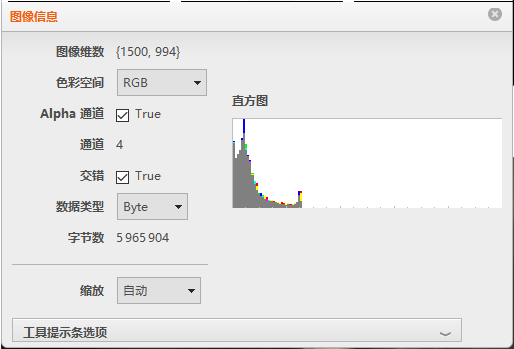 图像信息
图像维数 {1500, 994}
色彩空间 RGB
Alpha 通道 True
通道 4
交错 True
数据类型 Byte
字节数 5 965 904
直方图
缩放 自动
工具提示条选项